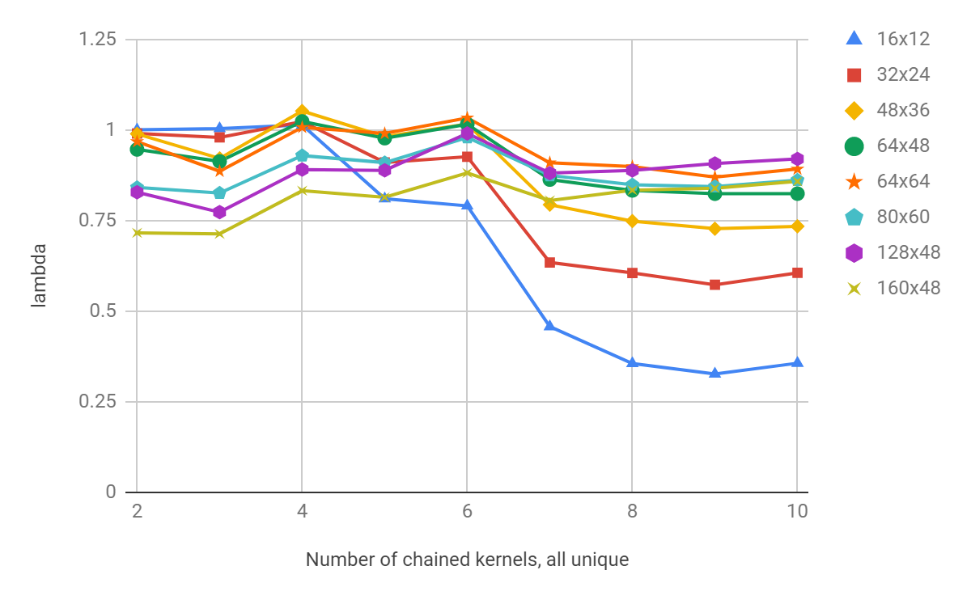 1.25
1
0.75
0.5
0.25
0
lambda
2 4 6 8 10
Number of chained kernels, all unique
16x12
32x24
48x36
64x48
64x64
80x60
128x48
160x48